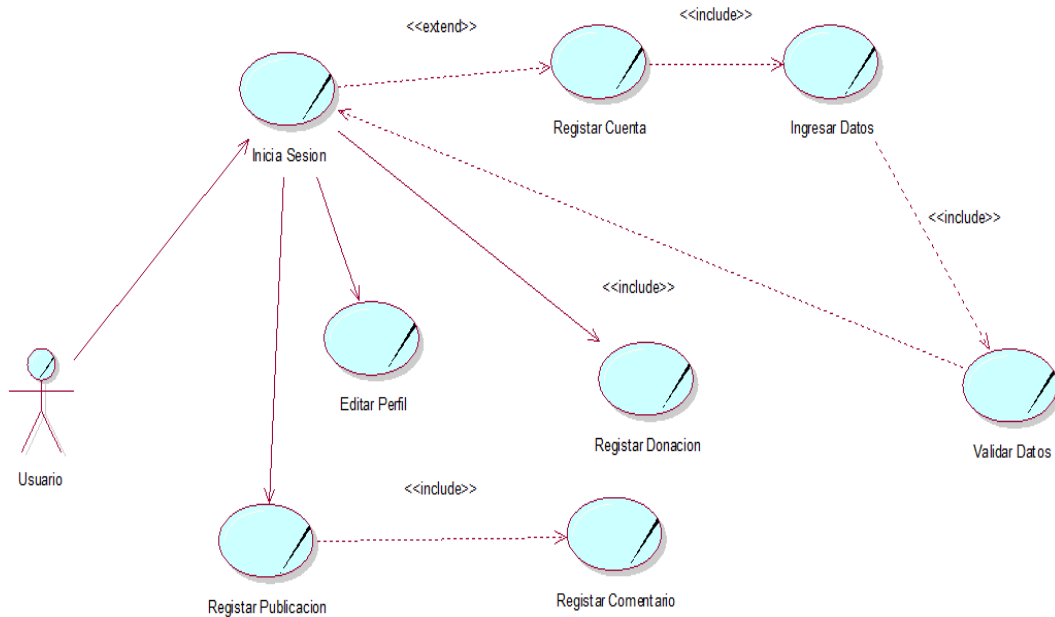 <<extend>>
<<include>>
Registar Cuenta
Ingresar Datos
Inicia Sesion
<<include>>
<<include>>
Editar Perfil
Registar Donacion
Validar Datos
Usuario
<<include>>
Registar Publicacion
Registar Comentario